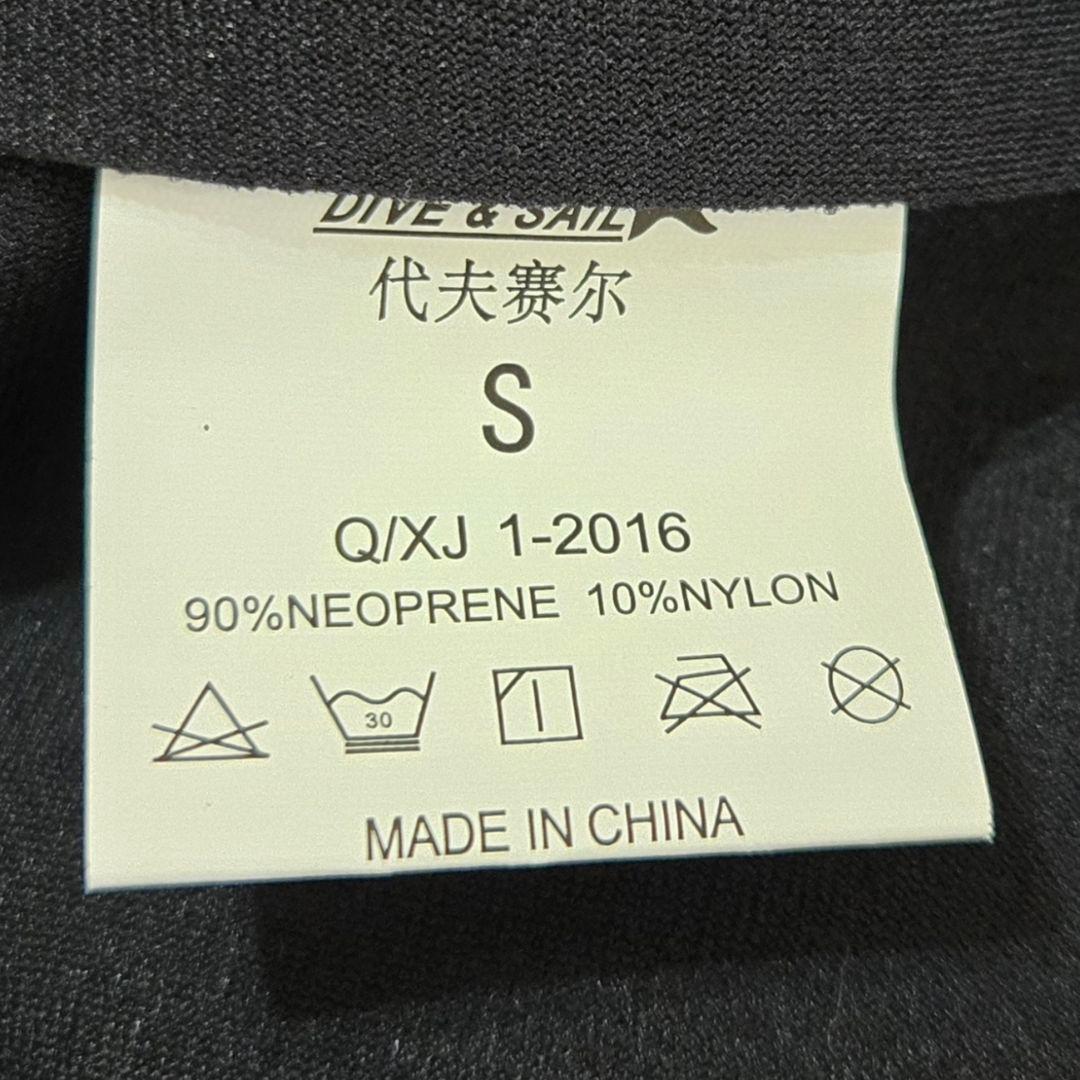 DIVE & SAIL
代夫赛尔
S
Q/XJ 1-2016
90%NEOPRENE 10%NYLON
30
MADE IN CHINA